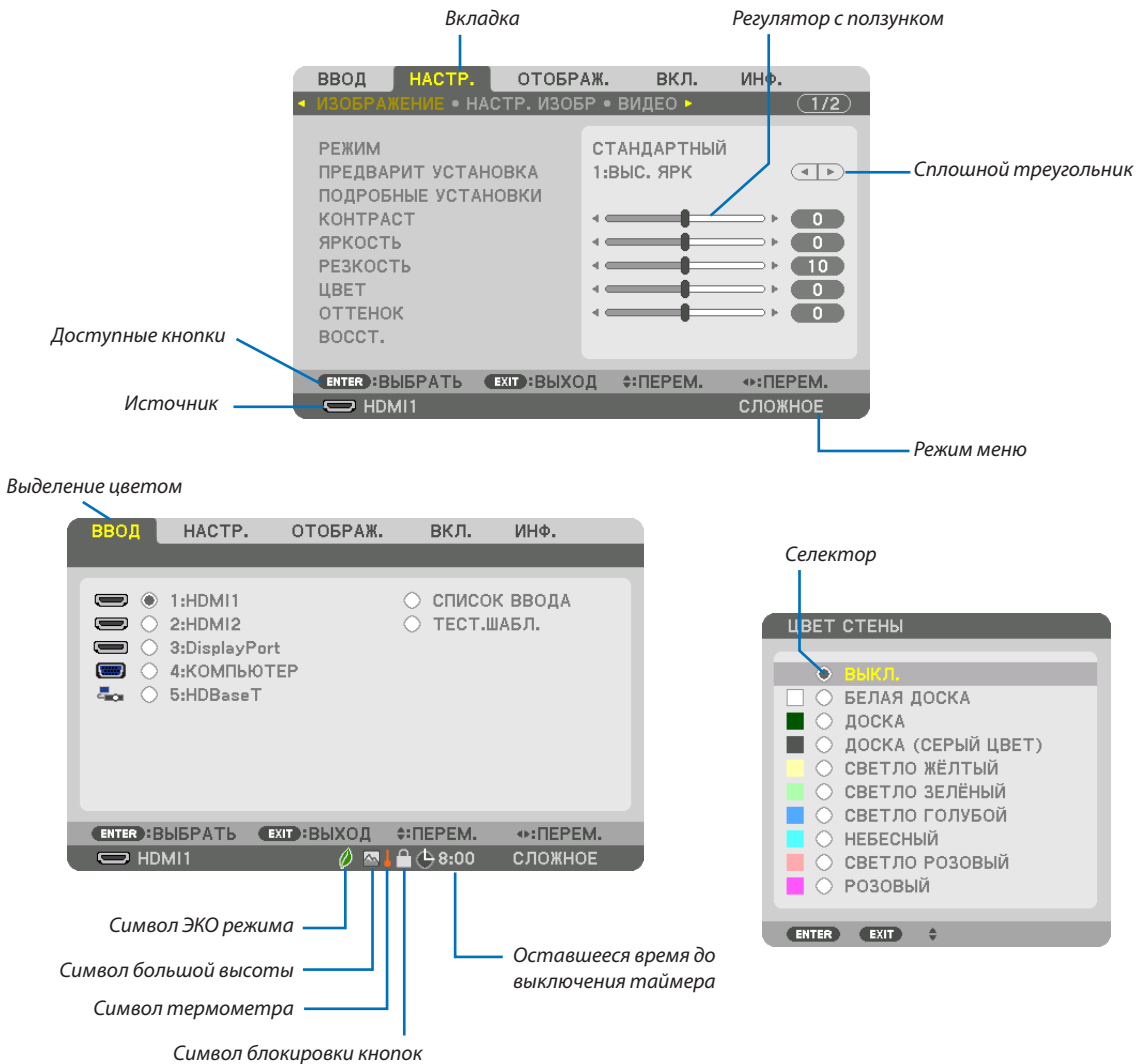 Вкладка
Регулятор с ползунком
ВВОД НАСТР. ОТОБРАЖ. ВКЛ. ИНФ.
ИЗОБРАЖЕНИЕ • НАСТР. ИЗОБР • ВИДЕО 1/2
РЕЖИМ СТАНДАРТНЫЙ
ПРЕДВАРИТ УСТАНОВКА 1:ВЫС. ЯРК
Сплошной треугольник
ПОДРОБНЫЕ УСТАНОВКИ
КОНТРАСТ 0
ЯРКОСТЬ 0
РЕЗКОСТЬ 10
ЦВЕТ 0
ОТТЕНОК 0
ВОССТ.
Доступные кнопки
ENTER :ВЫБРАТЬ EXIT :ВЫХОД :ПЕРЕМ. :ПЕРЕМ.
Источник
HDMI1 СЛОЖНОЕ
Режим меню
Выделение цветом
ВВОД НАСТР. ОТОБРАЖ. ВКЛ. ИНФ.
1:HDMI1 СПИСОК ВВОДА
2:HDMI2 ТЕСТ.ШАБЛ.
3:DisplayPort
4:КОМПЬЮТЕР
5:HDBaseT
ENTER :ВЫБРАТЬ EXIT :ВЫХОД :ПЕРЕМ. :ПЕРЕМ.
HDMI1 8:00 СЛОЖНОЕ
Символ ЭКО режима
Символ большой высоты
Символ термометра
Символ блокировки кнопок
Оставшееся время до
выключения таймера
Селектор
ЦВЕТ СТЕНЫ
ВЫКЛ.
БЕЛАЯ ДОСКА
ДОСКА
ДОСКА (СЕРЫЙ ЦВЕТ)
СВЕТЛО ЖЁЛТЫЙ
СВЕТЛО ЗЕЛЁНЫЙ
СВЕТЛО ГОЛУБОЙ
НЕБЕСНЫЙ
СВЕТЛО РОЗОВЫЙ
РОЗОВЫЙ
ENTER EXIT